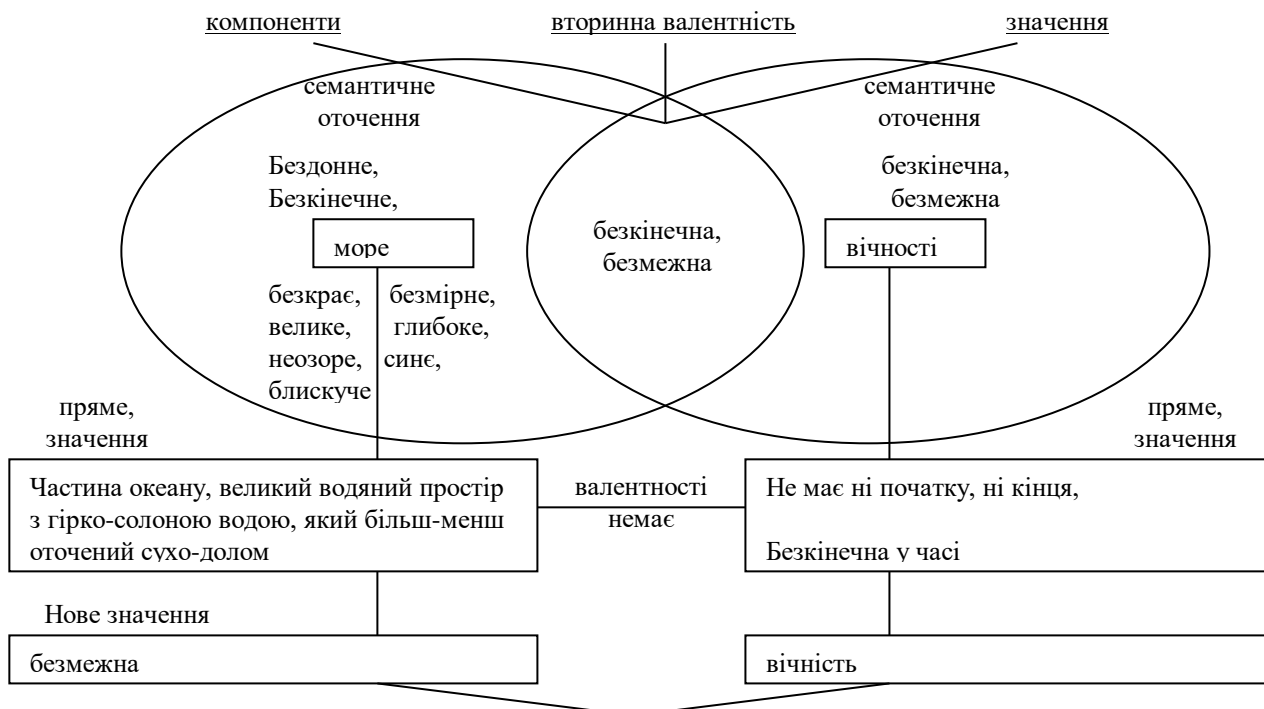 компоненти
вторинна валентність
значення
семантичне
оточення
Бездонне,
Безкінечне,
море
безкрає, безмірне,
велике, глибоке,
неозоре, синє,
блискуче
безкінечна,
безмежна
семантичне
оточення
безкінечна,
безмежна
вічності
пряме,
значення
Частина океану, великий водяний простір
з гірко-солоною водою, який більш-менш
оточений сухо-долом
валентності
немає
пряме,
значення
Не має ні початку, ні кінця,
Безкінечна у часі
Нове значення
безмежна
вічність